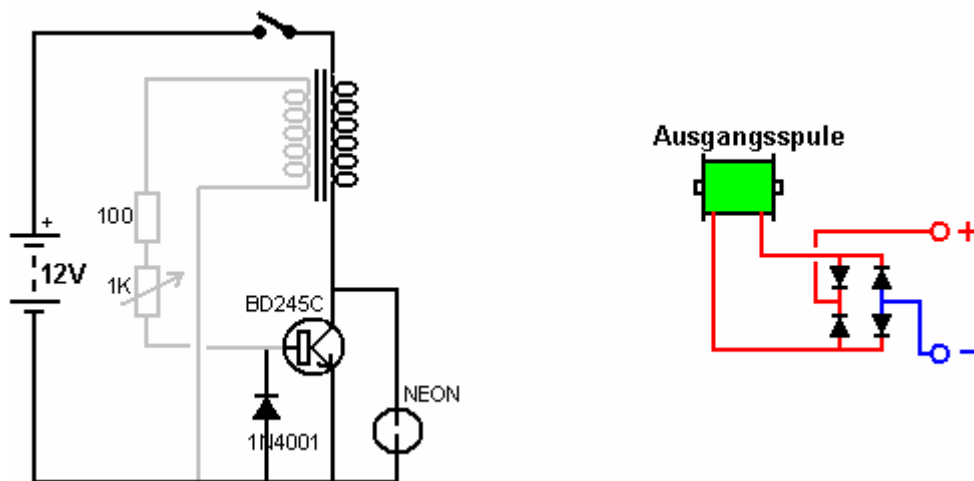 Ausgangsspule
100
+
+
12V
1K
BD245C
NEON
1N4001
−